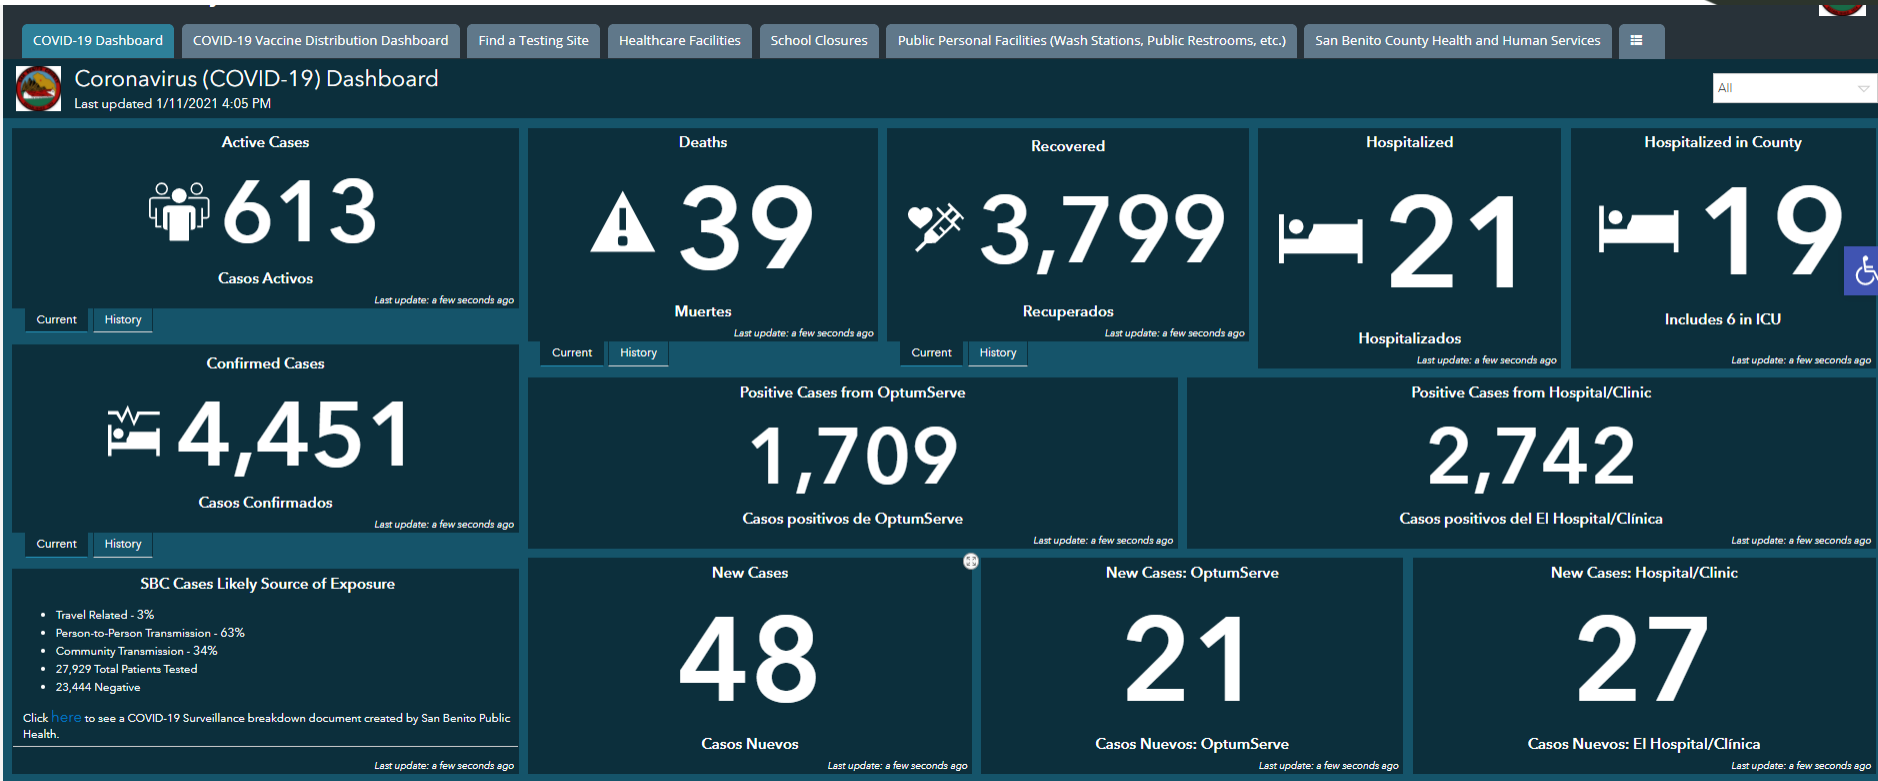 COVID-19 Dashboard
COVID-19 Vaccine Distribution Dashboard
Find a Testing Site
Healthcare Facilities
School Closures
Public Personal Facilities (Wash Stations, Public Restrooms, etc.)
San Benito County Health and Human Services
Coronavirus (COVID-19) Dashboard
Last updated 1/11/2021 4:05 PM
All
Active Cases
613
Casos Activos
Last update: a few seconds ago
Current
History
Deaths
39
Muertes
Last update: a few seconds ago
Current
History
Recovered
3,799
Recuperados
Last update: a few seconds ago
Current
History
Hospitalized
21
Hospitalizados
Last update: a few seconds ago
Hospitalized in County
19
Includes 6 in ICU
Last update: a few seconds ago
Confirmed Cases
4,451
Casos Confirmados
Last update: a few seconds ago
Current
History
Positive Cases from OptumServe
1,709
Casos positivos de OptumServe
Last update: a few seconds ago
Positive Cases from Hospital/Clinic
2,742
Casos positivos del El Hospital/Clínica
Last update: a few seconds ago
SBC Cases Likely Source of Exposure
• Travel Related - 3%
• Person-to-Person Transmission - 63%
• Community Transmission - 34%
• 27,929 Total Patients Tested
• 23,444 Negative
Click here to see a COVID-19 Surveillance breakdown document created by San Benito Public
Health.
Last update: a few seconds ago
New Cases
48
Casos Nuevos
Last update: a few seconds ago
New Cases: OptumServe
21
Casos Nuevos: OptumServe
Last update: a few seconds ago
New Cases: Hospital/Clinic
27
Casos Nuevos: El Hospital/Clínica
Last update: a few seconds ago